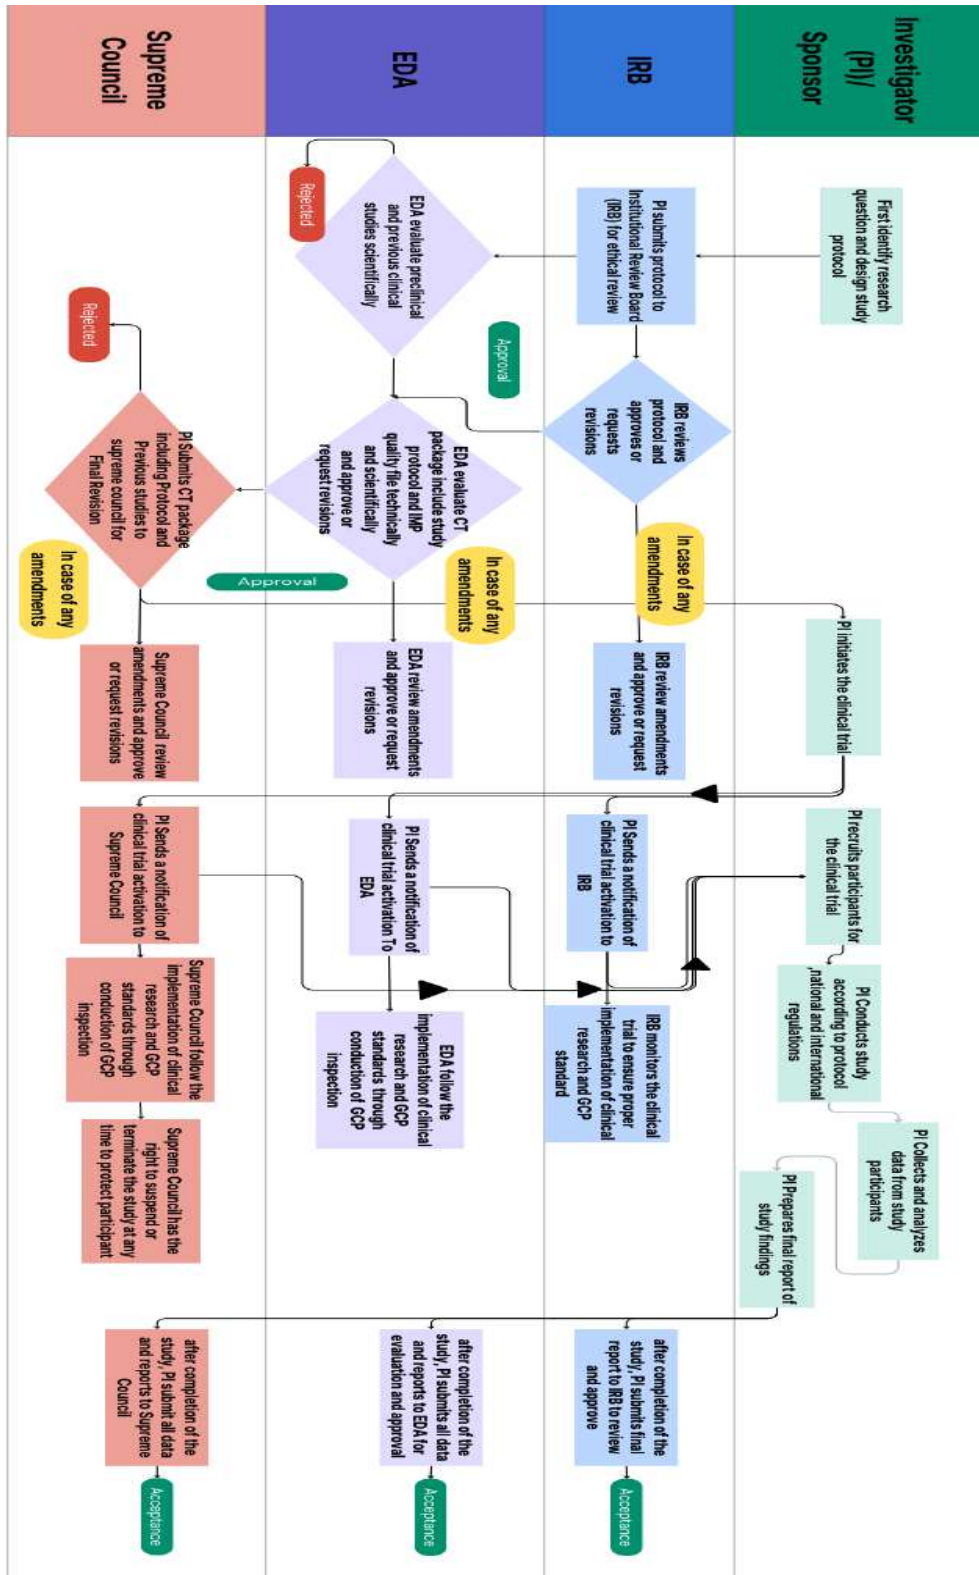 Investigator
(PI)/
Sponsor
First identify research
question and design study
protocol
PI initiates the clinical trial
PI recruits participants for
the clinical trial
PI Conducts study
according to protocol
,national and international
regulations
PI Collects and analyzes
data from study
participants
PI Prepares final report of
study findings
IRB
PI submits protocol to
Institutional Review Board
(IRB) for ethical review
IRB reviews
protocol and
approves or
requests
revisions
In case of any
amendments
IRB review amendments
and approve or request
revisions
PI Sends a notification of
clinical trial activation to
IRB
IRB monitors the clinical
trial to ensure proper
implementation of clinical
research and GCP
standard
after completion of the
study, PI submits final
report to IRB to review
and approve
Acceptance
EDA
EDA evaluate preclinical
and previous clinical
studies scientifically
Rejected
Approval
EDA evaluate CT
package include study
protocol and IMP
quality file technically
and scientifically
and approve or
request revisions
In case of any
amendments
EDA review amendments
and approve or request
revisions
PI Sends a notification of
clinical trial activation To
EDA
EDA follow the
implementation of clinical
research and GCP
standards through
conduction of GCP
inspection
after completion of the
study, PI submits all data
and reports to EDA for
evaluation and approval
Acceptance
Supreme
Council
Rejected
PI Submits CT package
including Protocol and
Previous studies to
supreme council for
Final Revision
Approval
In case of any
amendments
Supreme Council review
amendments and approve
or request revisions
PI Sends a notification of
clinical trial activation to
Supreme Council
Supreme Council follow the
implementation of clinical
research and GCP
standards through
conduction of GCP
inspection
Supreme Council has the
right to suspend or
terminate the study at any
time to protect participant
after completion of the
study, PI submit all data
and reports to Supreme
Council
Acceptance